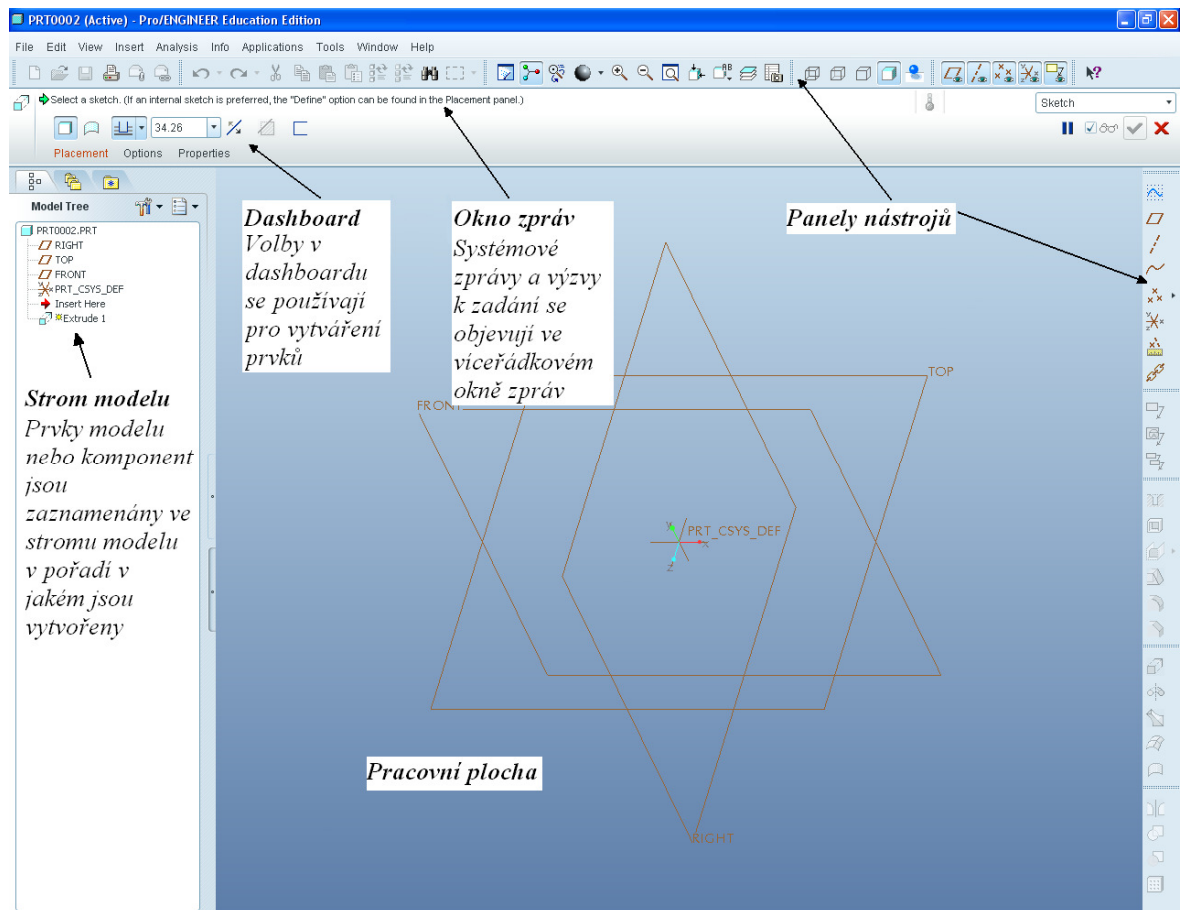 PRT0002 (Active) - Pro/ENGINEER Education Edition
File Edit View Insert Analysis Info Applications Tools Window Help
Select a sketch. (If an internal sketch is preferred, the "Define" option can be found in the Placement panel.)
Sketch
34.26
Placement Options Properties
Model Tree
PRT0002.PRT
RIGHT
TOP
FRONT
PRT_CSYS_DEF
Insert Here
Extrude 1
Strom modelu
Prvky modelu
nebo komponent
jsou
zaznamenány ve
stromu modelu
v pořadí v
jakém jsou
vytvořeny
Dashboard
Volby v
dashboardu
se používají
pro vytváření
prvků
Okno zpráv
Systémové
zprávy a výzvy
k zadání se
objevují ve
víceřádkovém
okně zpráv
Panely nástrojů
TOP
FRONT
PRT_CSYS_DEF
Y
X
Z
Pracovní plocha
RIGHT